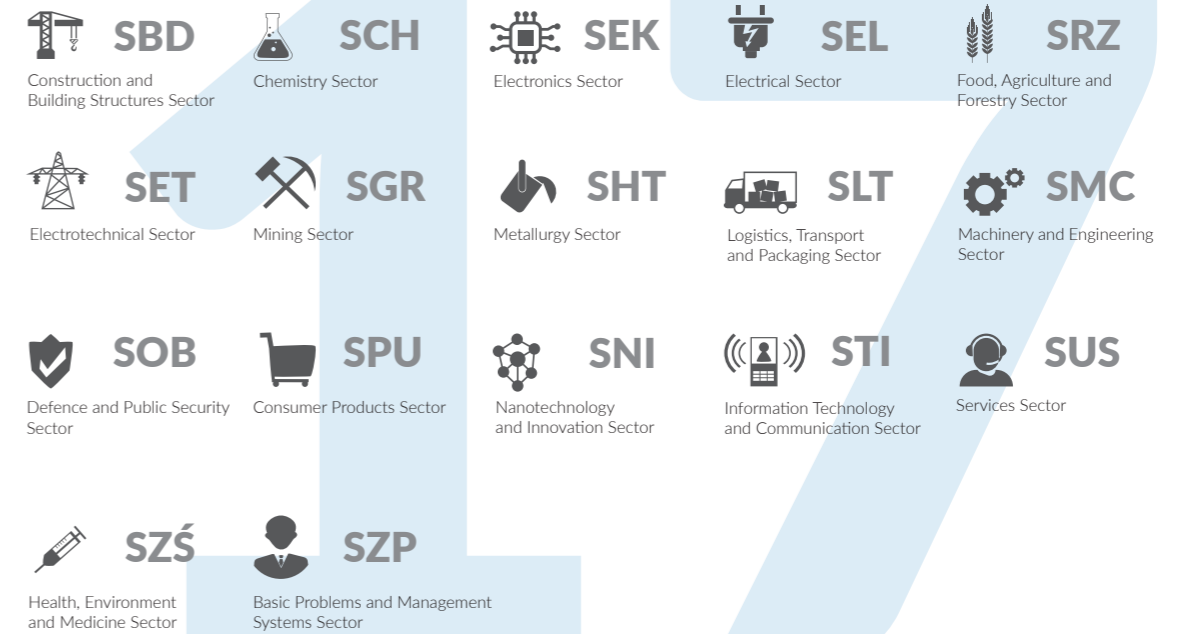 SBD
Construction and
Building Structures Sector
SCH
Chemistry Sector
SEK
Electronics Sector
SEL
Electrical Sector
SRZ
Food, Agriculture and
Forestry Sector
SET
Electrotechnical Sector
SGR
Mining Sector
SHT
Metallurgy Sector
SLT
Logistics, Transport
and Packaging Sector
SMC
Machinery and Engineering
Sector
SOB
Defence and Public Security
Sector
SPU
Consumer Products Sector
SNI
Nanotechnology
and Innovation Sector
STI
Information Technology
and Communication Sector
SUS
Services Sector
SZŚ
Health, Environment
and Medicine Sector
SZP
Basic Problems and Management
Systems Sector
17